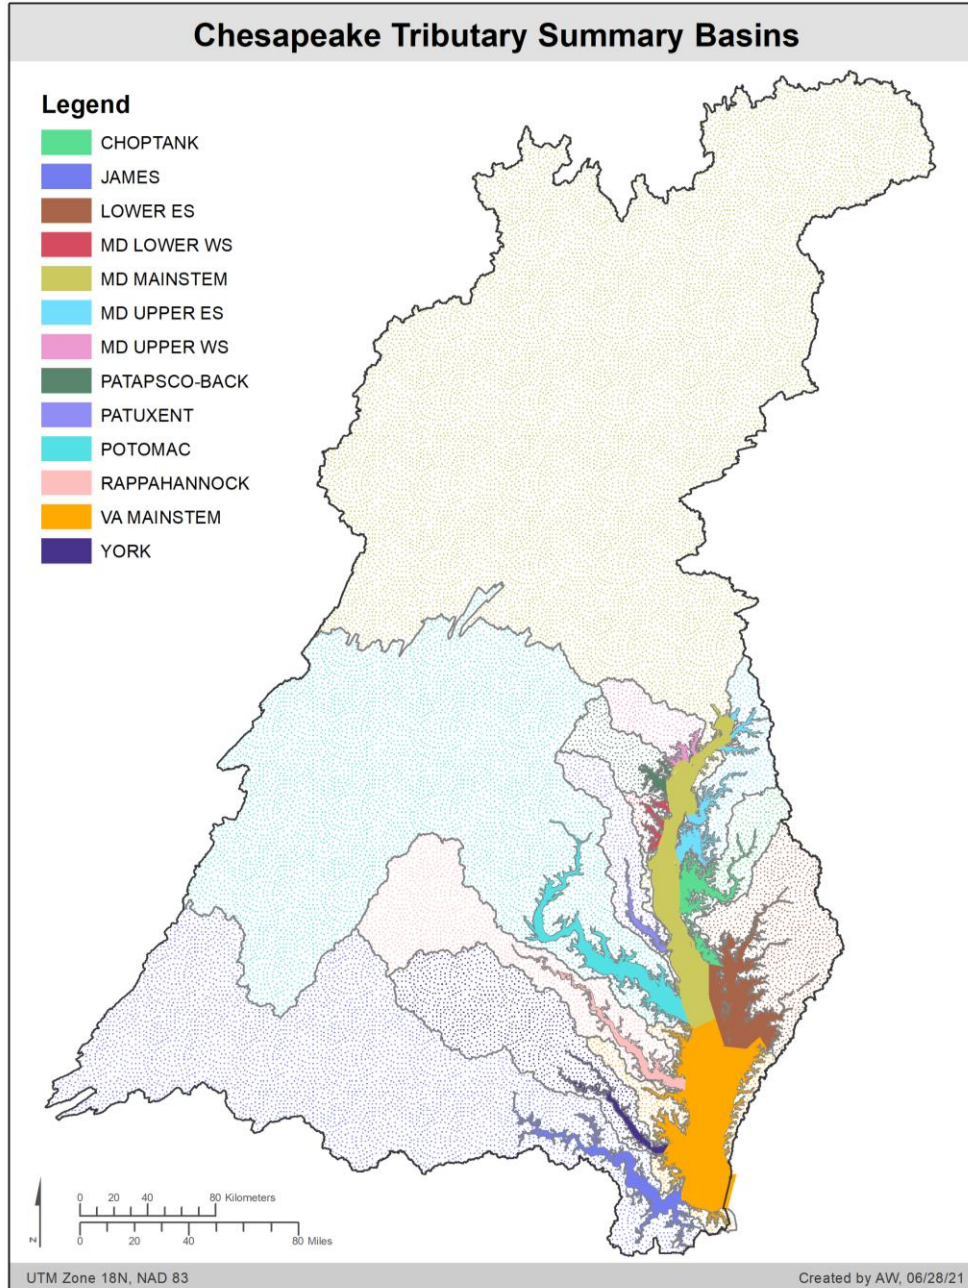 Chesapeake Tributary Summary Basins
Legend
CHOPTANK
JAMES
LOWER ES
MD LOWER WS
MD MAINSTEM
MD UPPER ES
MD UPPER WS
PATAPSCO-BACK
PATUXENT
POTOMAC
RAPPAHANNOCK
VA MAINSTEM
YORK
0 20 40 80 Kilometers
0 20 40 80 Miles
N
UTM Zone 18N, NAD 83 Created by AW, 06/28/21